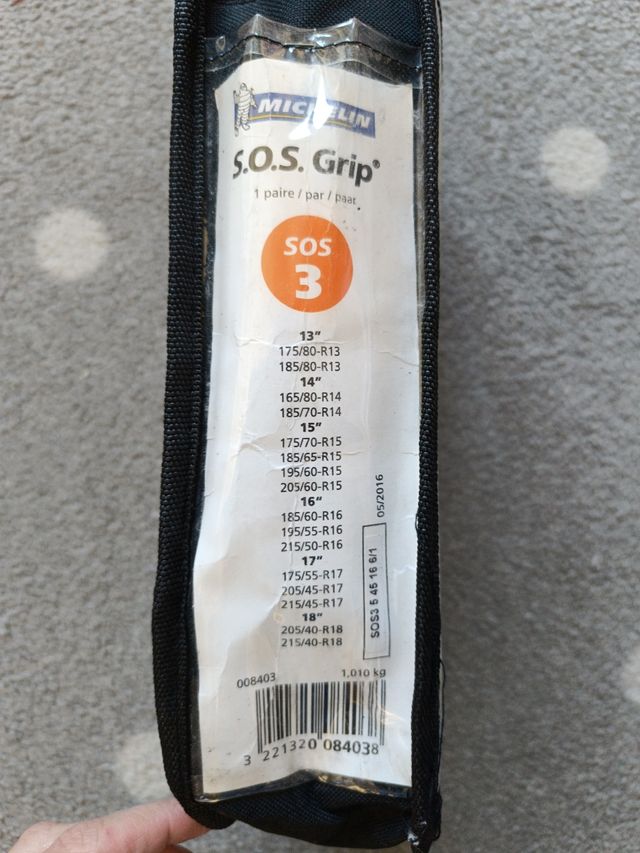 MICHELIN
S.O.S. Grip®
1 paire / par / paar
SOS
3
13"
175/80-R13
185/80-R13
14"
165/80-R14
185/70-R14
15"
175/70-R15
185/65-R15
195/60-R15
205/60-R15
16"
185/60-R16
195/55-R16
215/50-R16
17"
175/55-R17
205/45-R17
215/45-R17
18"
205/40-R18
215/40-R18
SOS3 5 45 16 6/1
05/2016
008403
1,010 kg
3 221320 084038